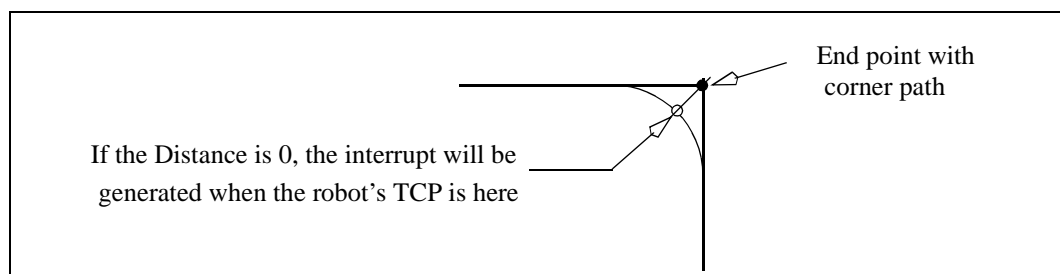 End point with
corner path
If the Distance is 0, the interrupt will be
generated when the robot's TCP is here